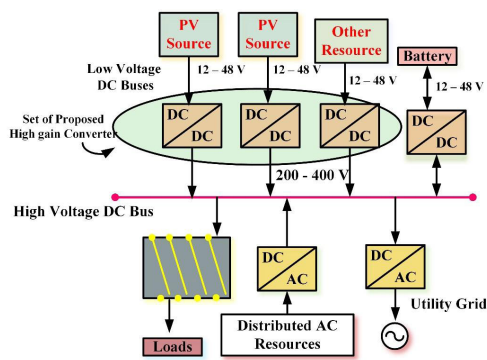 PV
Source
PV
Source
Other
Resource
Battery
Low Voltage
DC Buses
12 – 48 V
12 – 48 V
12 – 48 V
12 – 48 V
Set of Proposed
High gain Converter
DC
DC
DC
DC
DC
DC
DC
DC
200 - 400 V
High Voltage DC Bus
DC
AC
DC
AC
Utility Grid
Loads
Distributed AC
Resources